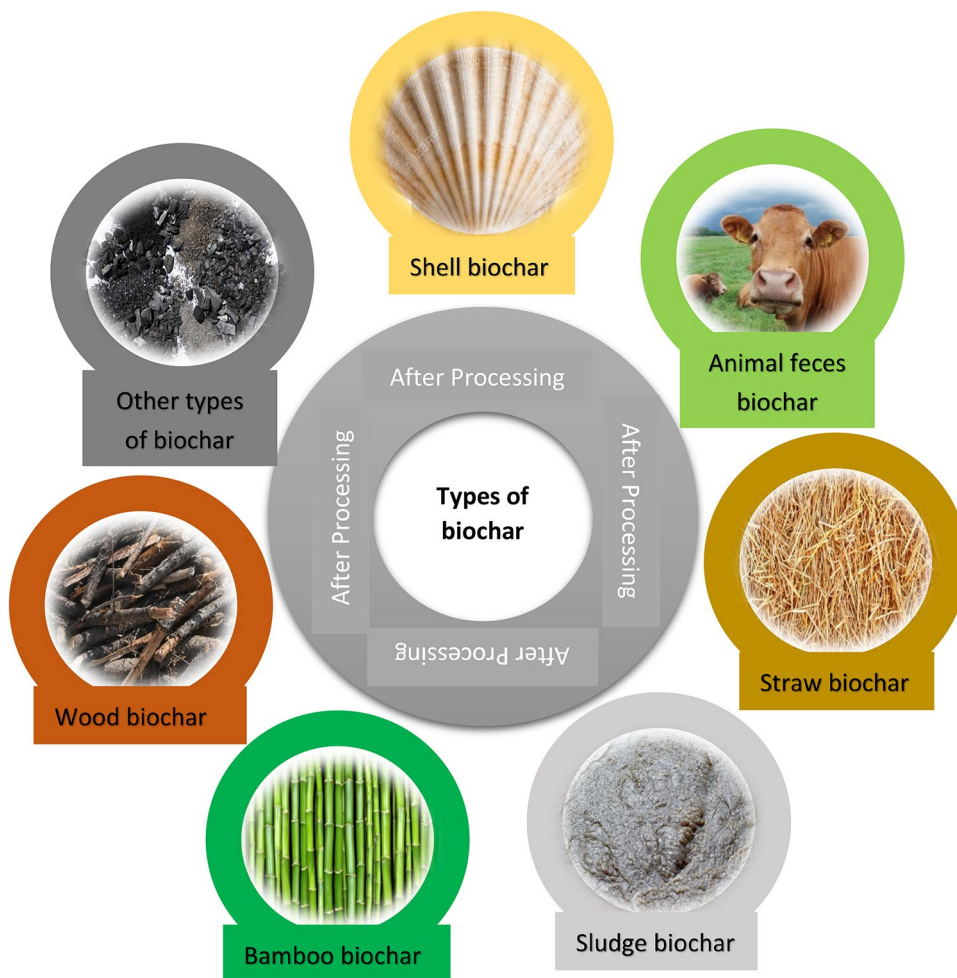 Shell biochar
Animal feces
biochar
Straw biochar
Sludge biochar
Bamboo biochar
Wood biochar
Other types
of biochar
After Processing
After Processing
After Processing
After Processing
Types of
biochar